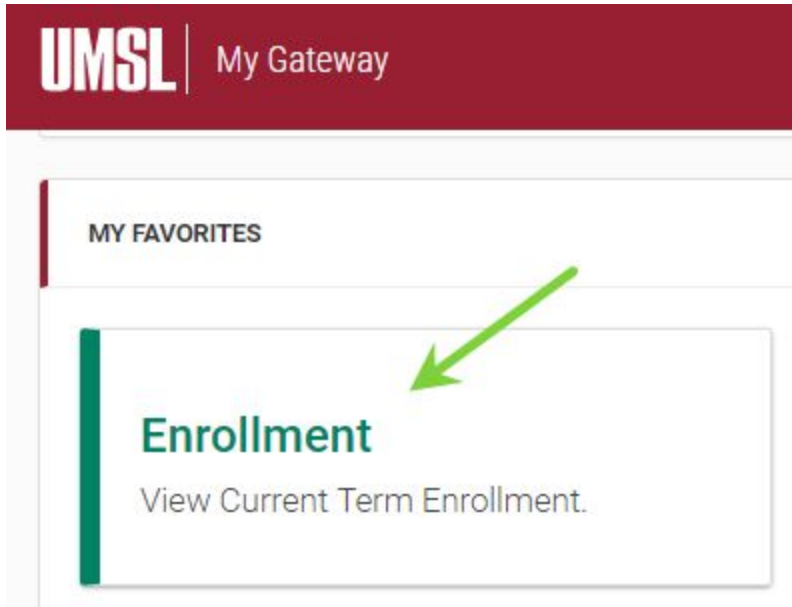 UMSL My Gateway
MY FAVORITES
Enrollment
View Current Term Enrollment.